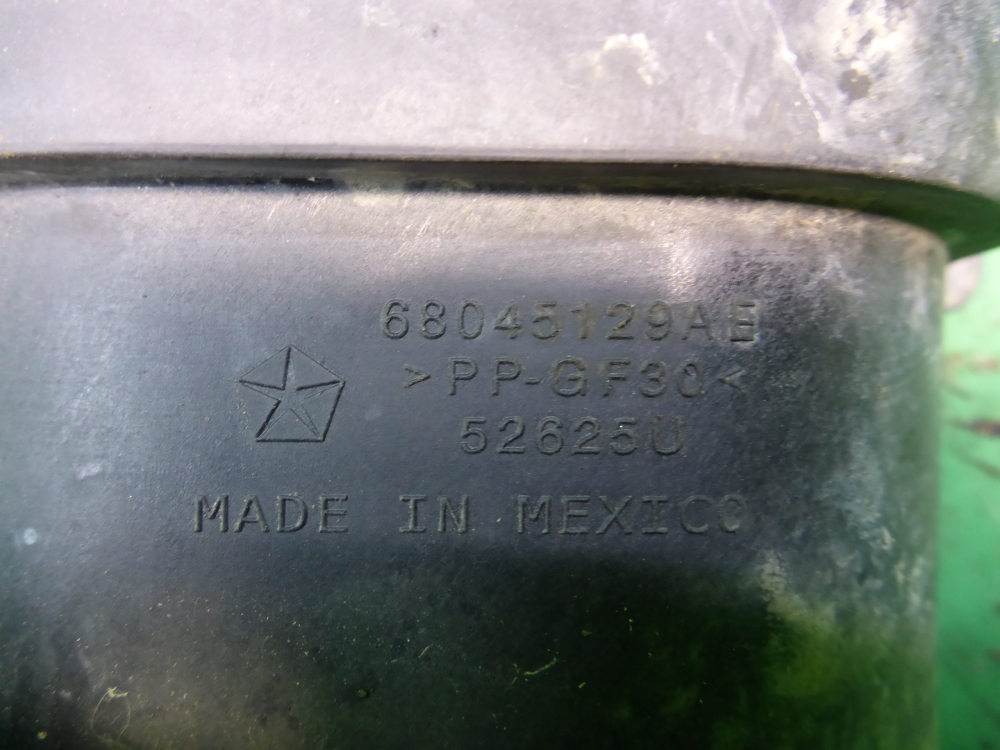 68045129AE
>PP-GF30<
52625U
MADE IN MEXICO